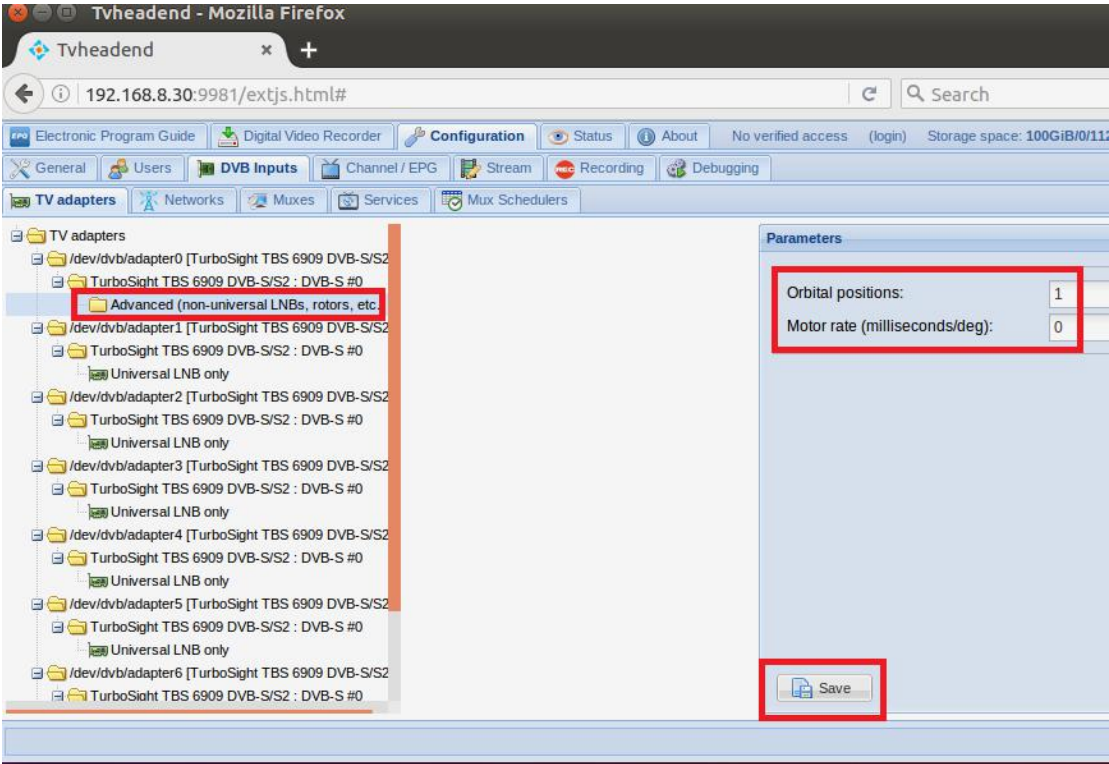 Tvheadend - Mozilla Firefox
Tvheadend
192.168.8.30:9981/extjs.html#
Search
Electronic Program Guide Digital Video Recorder Configuration Status About No verified access (login) Storage space: 100GiB/0/112
General Users DVB Inputs Channel / EPG Stream Recording Debugging
TV adapters Networks Muxes Services Mux Schedulers
TV adapters
/dev/dvb/adapter0 [TurboSight TBS 6909 DVB-S/S2
TurboSight TBS 6909 DVB-S/S2 : DVB-S #0
Advanced (non-universal LNBs, rotors, etc.
/dev/dvb/adapter1 [TurboSight TBS 6909 DVB-S/S2
TurboSight TBS 6909 DVB-S/S2 : DVB-S #0
Universal LNB only
/dev/dvb/adapter2 [TurboSight TBS 6909 DVB-S/S2
TurboSight TBS 6909 DVB-S/S2 : DVB-S #0
Universal LNB only
/dev/dvb/adapter3 [TurboSight TBS 6909 DVB-S/S2
TurboSight TBS 6909 DVB-S/S2 : DVB-S #0
Universal LNB only
/dev/dvb/adapter4 [TurboSight TBS 6909 DVB-S/S2
TurboSight TBS 6909 DVB-S/S2 : DVB-S #0
Universal LNB only
/dev/dvb/adapter5 [TurboSight TBS 6909 DVB-S/S2
TurboSight TBS 6909 DVB-S/S2 : DVB-S #0
Universal LNB only
/dev/dvb/adapter6 [TurboSight TBS 6909 DVB-S/S2
TurboSight TBS 6909 DVB-S/S2 : DVB-S #0
Parameters
Orbital positions: 1
Motor rate (milliseconds/deg): 0
Save